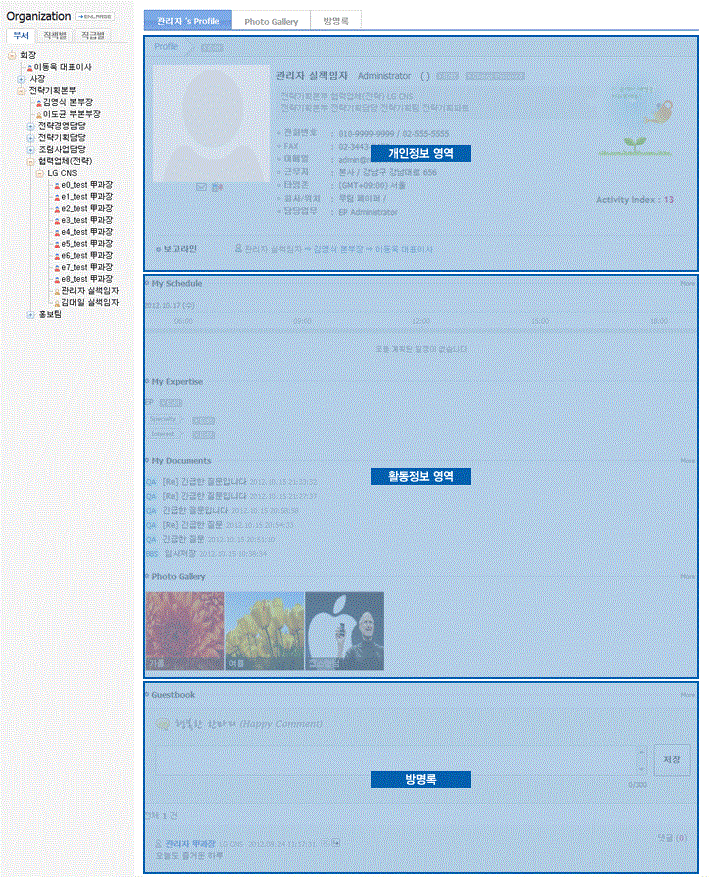 Organization
ENLARGE
부서
직책별
직급별
회장
이동욱 대표이사
사장
전략기획본부
김영식 본부장
이도균 부본부장
전략경영담당
전략기획담당
조림사업담당
협력업체(전략)
LG CNS
e0_test 甲과장
e1_test 甲과장
e2_test 甲과장
e3_test 甲과장
e4_test 甲과장
e5_test 甲과장
e6_test 甲과장
e7_test 甲과장
e8_test 甲과장
관리자 실책임자
김대일 실책임자
홍보팀
관리자 's Profile
Photo Gallery
방명록
Profile
관리자 실책임자 Administrator ( )
전략기획본부 협력업체(전략) LG CNS
전략기획본부 전략기획담당 전략기획팀 전략기획파트
전화번호 : 010-9999-9999 / 02-555-5555
FAX : 02-3443-
이메일 : admin@
개인정보 영역
근무지 : 본사 / 강남구 강남대로 656
타임존 : (GMT+09:00) 서울
회사/위치 : 무림 페이퍼 /
담당업무 : EP Administrator
Activity Index : 13
보고라인 관리자 실책임자 ⇒ 김영식 본부장 ⇒ 이동욱 대표이사
My Schedule
More
2012.10.17 (수)
06:00 09:00 12:00 15:00 18:00
오늘 계획된 일정이 없습니다
My Expertise
EP
Specialty
Interest
My Documents
More
활동정보 영역
QA [Re] 긴급한 질문입니다 2012.10.15 21:33:32
QA [Re] 긴급한 질문입니다 2012.10.15 21:27:37
QA 긴급한 질문입니다 2012.10.15 20:58:58
QA [Re] 긴급한 질문 2012.10.15 20:54:33
QA 긴급한 질문 2012.10.15 20:51:10
BBS 임시저장 2012.10.15 10:38:34
Photo Gallery
More
가을
여름
Guestbook
More
행복한 한마디 (Happy Comment)
저장
방명록
0/300
전체 1 건
댓글 (0)
관리자 甲과장 LG CNS 2012.08.24 11:17:31
오늘도 즐거운 하루